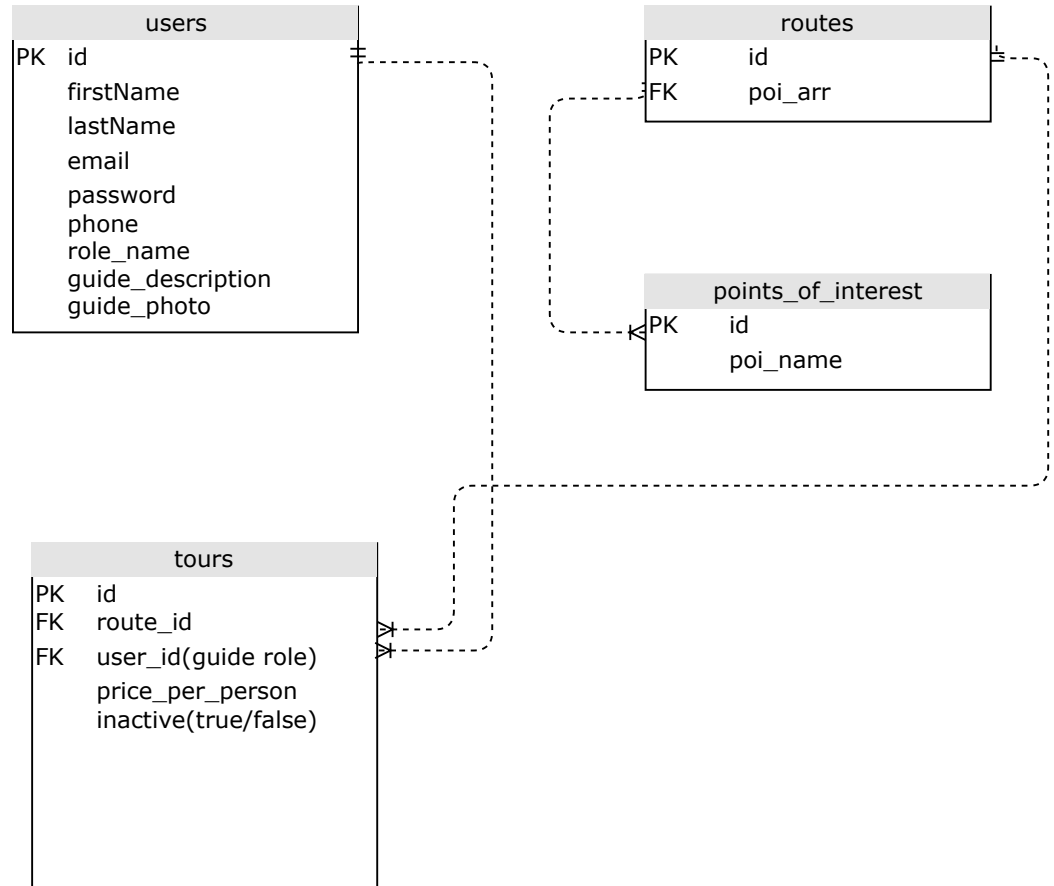 users
PK id
firstName
lastName
email
password
phone
role_name
guide_description
guide_photo
routes
PK id
FK poi_arr
points_of_interest
PK id
poi_name
tours
PK id
FK route_id
FK user_id(guide role)
price_per_person
inactive(true/false)